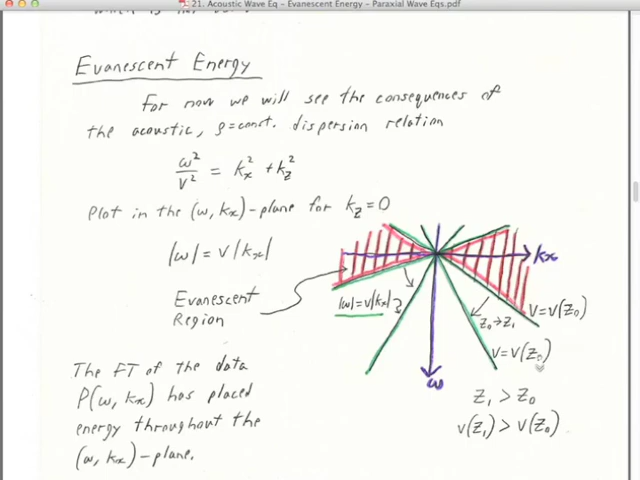 21. Acoustic Wave Eq – Evanescent Energy – Paraxial Wave Eqs.pdf
Evanescent Energy
For now we will see the consequences of
the acoustic, ρ=const. dispersion relation
ω²/v² = kx² + kz²
Plot in the (ω, kx)-plane for kz=0
|ω| = v|kx|
Evanescent
Region
kx
|ω|=v|kx|
z₀→z₁
v=v(z₀)
v=v(z₀)
ω
z₁ > z₀
v(z₁) > v(z₀)
The FT of the data
P(ω, kx) has placed
energy throughout the
(ω, kx)-plane.